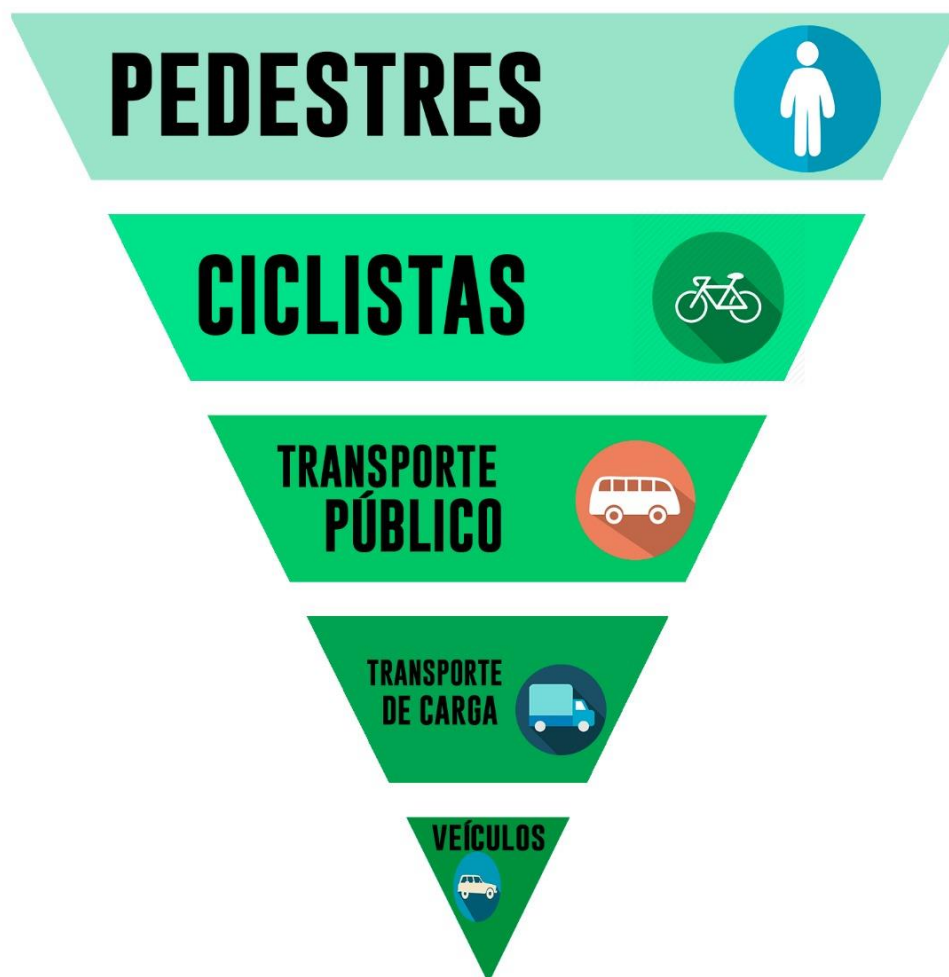 PEDESTRES
CICLISTAS
TRANSPORTE
PÚBLICO
TRANSPORTE
DE CARGA
VEÍCULOS